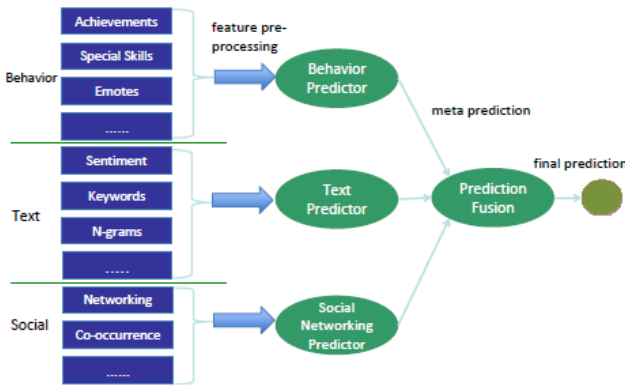 Achievements
feature pre-
processing
Special Skills
Behavior
Emotes
Behavior
Predictor
......
meta prediction
Sentiment
final prediction
Keywords
Text
Text
Predictor
Prediction
Fusion
N-grams
.....
Networking
Social
Co-occurrence
Social
Networking
Predictor
......